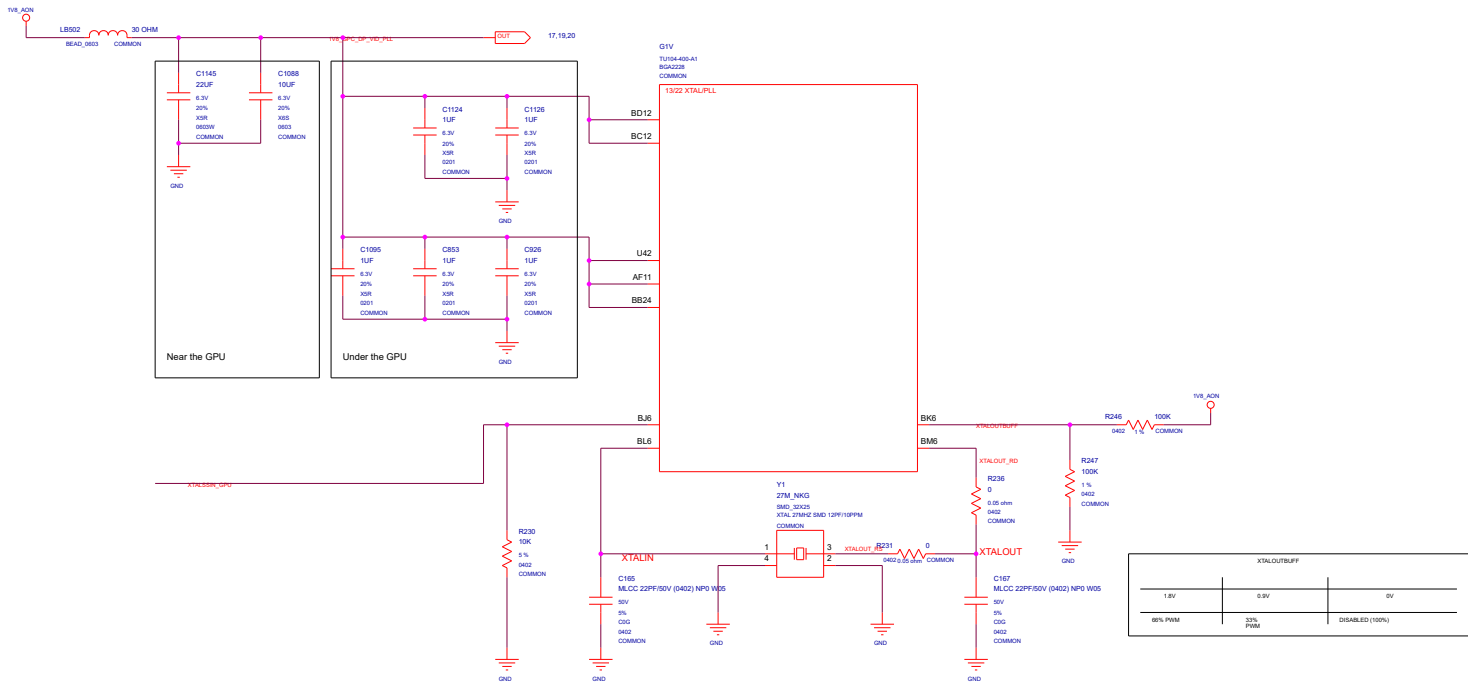 1V8_AON
LB502
30 OHM
BEAD_0603
COMMON
1V8_GPC_DP_VID_PLL
OUT
17,19,20
C1145
22UF
6.3V
20%
X5R
0603W
COMMON
C1088
10UF
6.3V
20%
X6S
0603
COMMON
GND
Near the GPU
C1124
1UF
6.3V
20%
X5R
0201
COMMON
C1126
1UF
6.3V
20%
X5R
0201
COMMON
GND
C1095
1UF
6.3V
20%
X5R
0201
COMMON
C853
1UF
6.3V
20%
X5R
0201
COMMON
C926
1UF
6.3V
20%
X5R
0201
COMMON
GND
Under the GPU
G1V
TU104-400-A1
BGA2228
COMMON
13/22 XTAL/PLL
BD12
BC12
U42
AF11
BB24
BJ6
BL6
BK6
BM6
XTALSSIN_GPU
R230
10K
5 %
0402
COMMON
GND
XTALIN
C165
MLCC 22PF/50V (0402) NP0 W05
50V
5%
C0G
0402
COMMON
GND
Y1
27M_NKG
SMD_32X25
XTAL 27MHZ SMD 12PF/10PPM
COMMON
1
4
3
2
GND
GND
R231
0
0402
0.05 ohm
COMMON
XTALOUT_RD
R236
0
0.05 ohm
0402
COMMON
XTALOUT
C167
MLCC 22PF/50V (0402) NP0 W05
50V
5%
C0G
0402
COMMON
GND
XTALOUTBUFF
R246
100K
0402
1 %
COMMON
1V8_AON
R247
100K
1 %
0402
COMMON
GND
XTALOUTBUFF
1.8V
0.9V
0V
66% PWM
33%
PWM
DISABLED (100%)